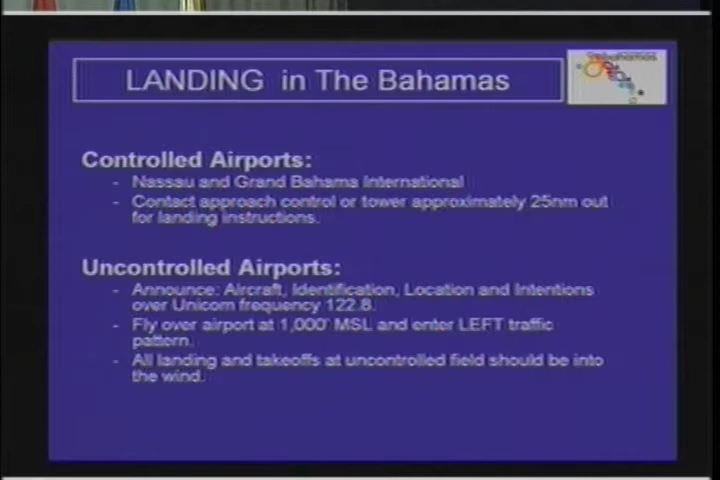 LANDING in The Bahamas
bahamas
Controlled Airports:
- Nassau and Grand Bahama International
- Contact approach control or tower approximately 25nm out
for landing instructions.
Uncontrolled Airports:
- Announce: Aircraft, Identification, Location and Intentions
over Unicom frequency 122.8.
- Fly over airport at 1,000' MSL and enter LEFT traffic
pattern.
- All landing and takeoffs at uncontrolled field should be into
the wind.